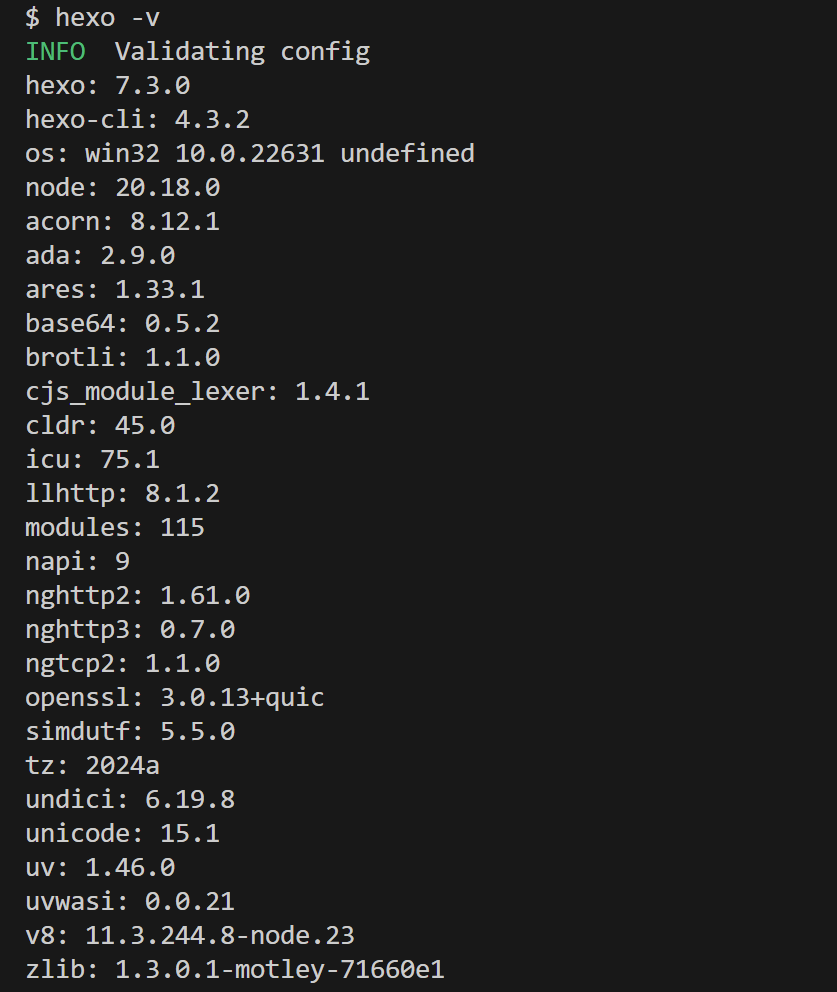 $ hexo -v
INFO  Validating config
hexo: 7.3.0
hexo-cli: 4.3.2
os: win32 10.0.22631 undefined
node: 20.18.0
acorn: 8.12.1
ada: 2.9.0
ares: 1.33.1
base64: 0.5.2
brotli: 1.1.0
cjs_module_lexer: 1.4.1
cldr: 45.0
icu: 75.1
llhttp: 8.1.2
modules: 115
napi: 9
nghttp2: 1.61.0
nghttp3: 0.7.0
ngtcp2: 1.1.0
openssl: 3.0.13+quic
simdutf: 5.5.0
tz: 2024a
undici: 6.19.8
unicode: 15.1
uv: 1.46.0
uvwasi: 0.0.21
v8: 11.3.244.8-node.23
zlib: 1.3.0.1-motley-71660e1